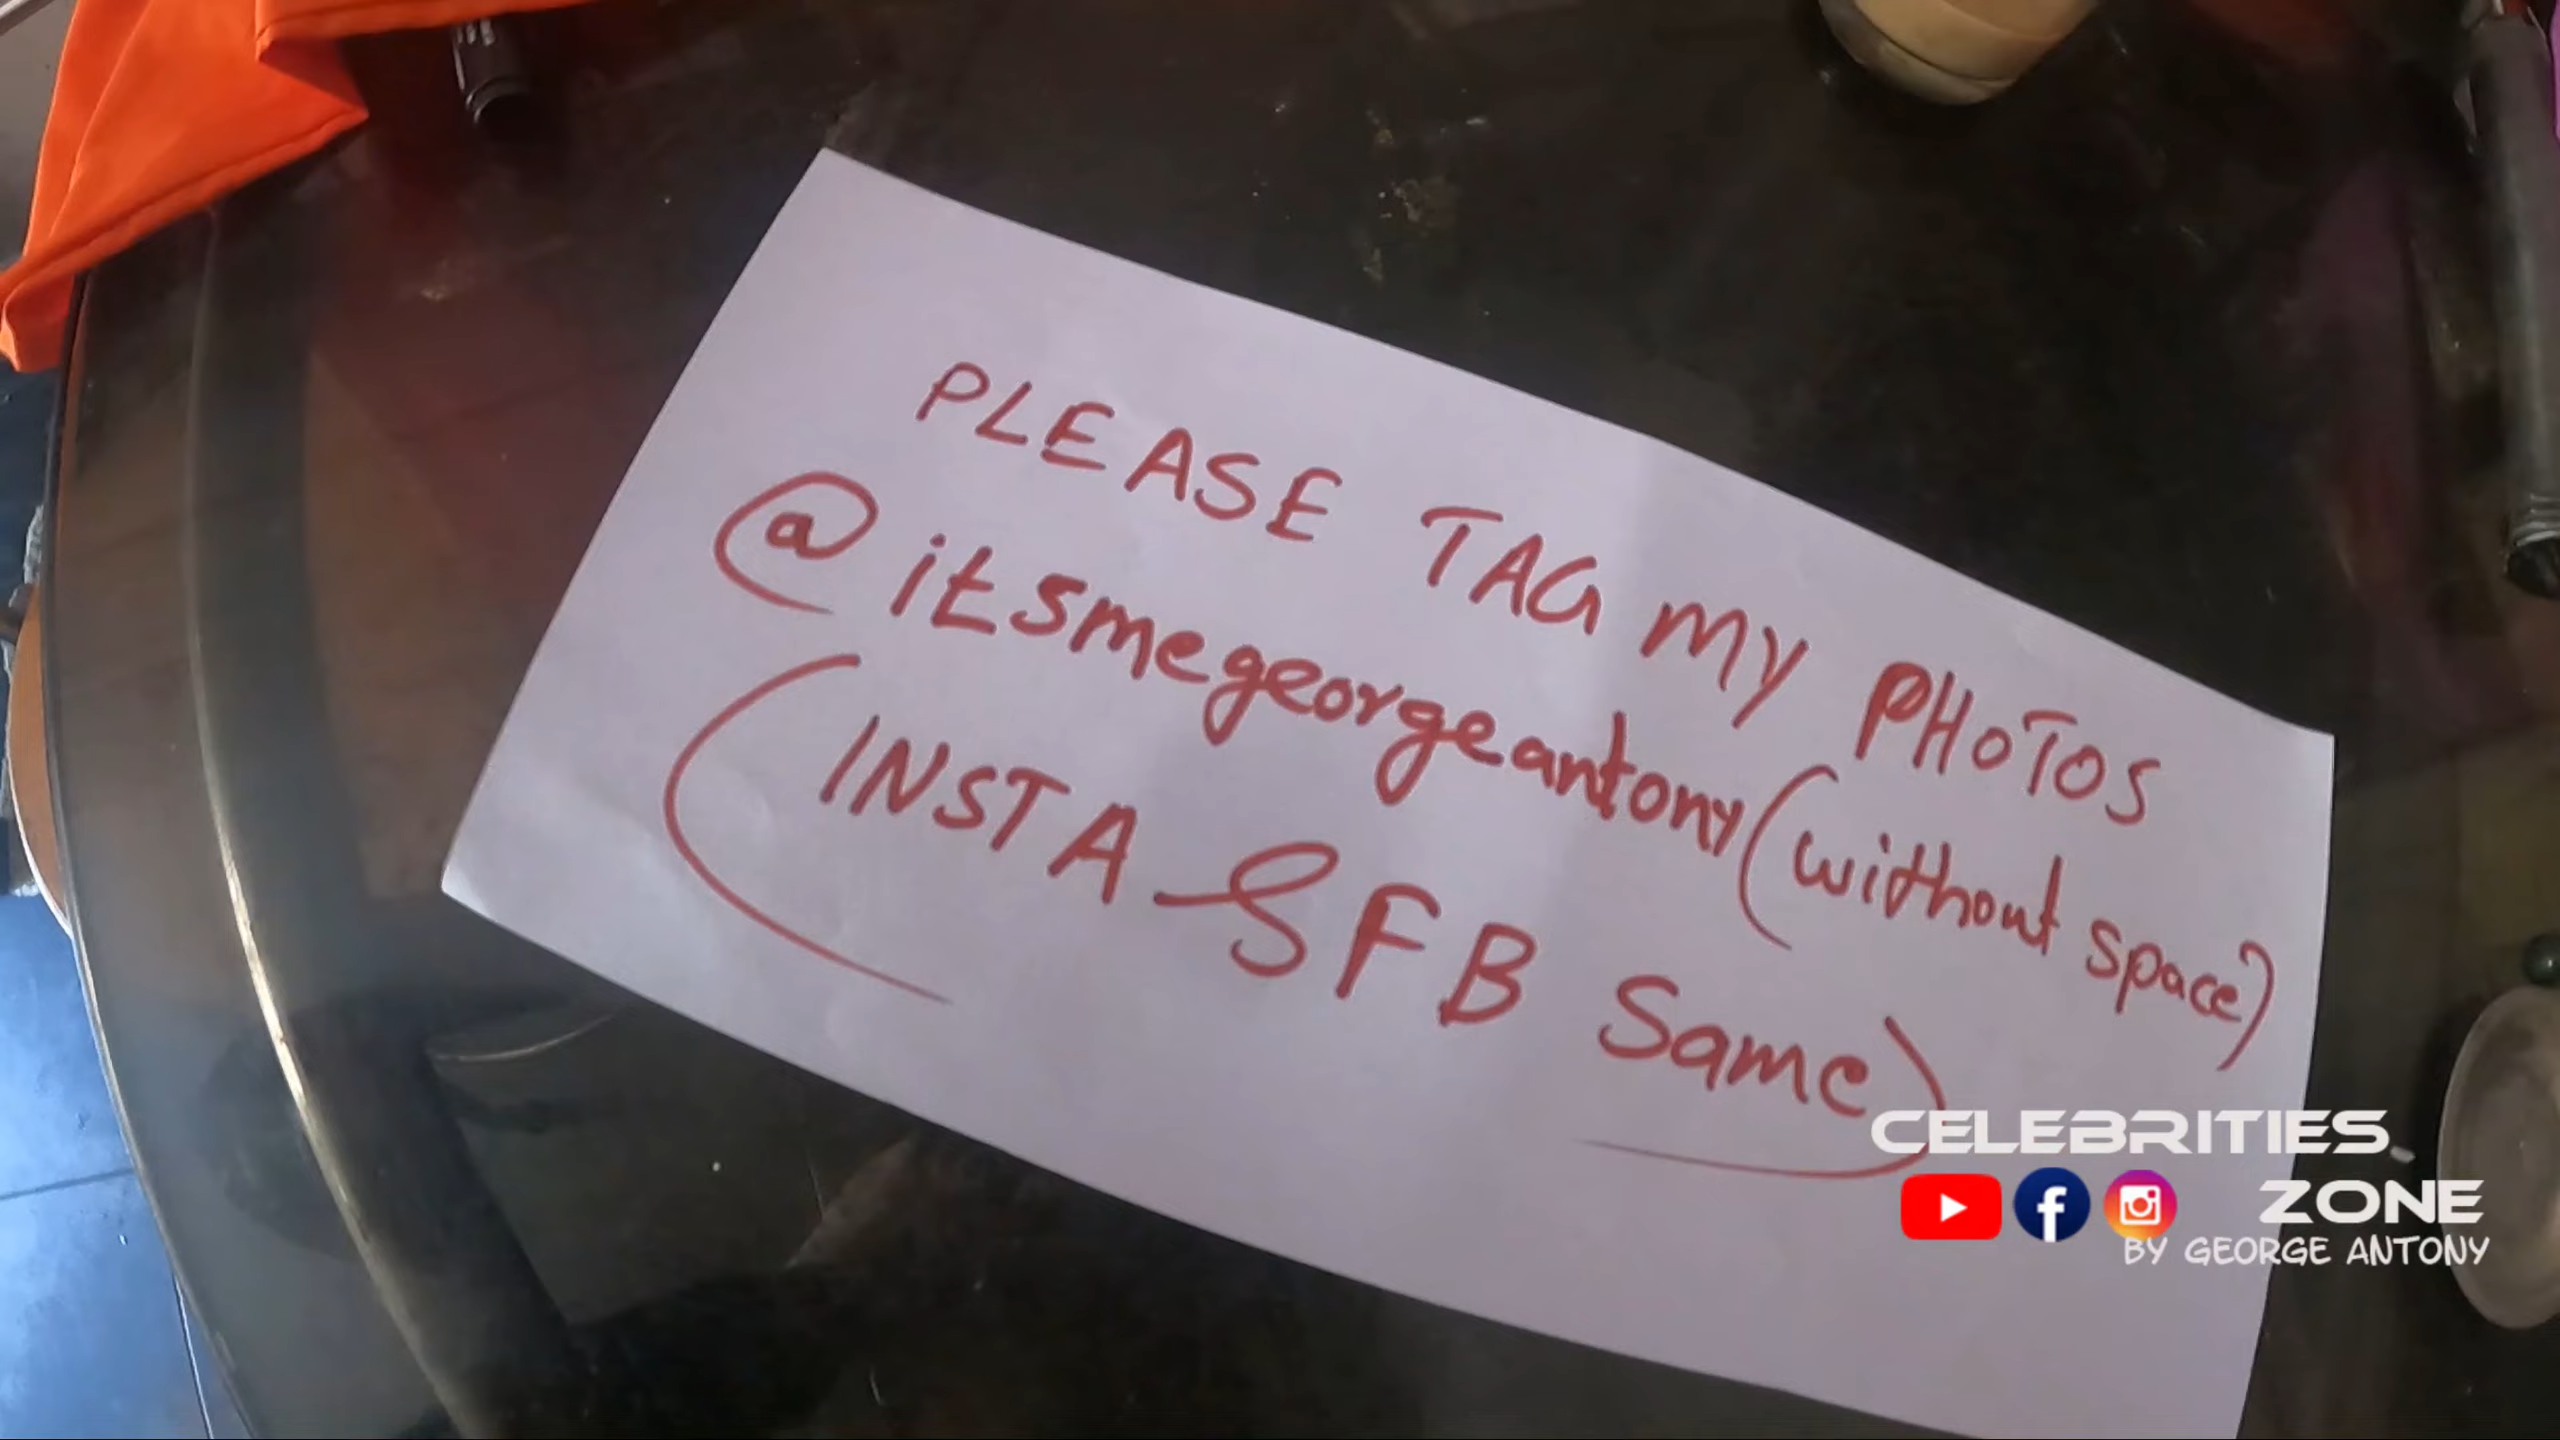 PLEASE TAG MY PHOTOS
@itsmegeorgeantony (without space)
(INSTA & FB Same)
CELEBRITIES
ZONE
BY GEORGE ANTONY